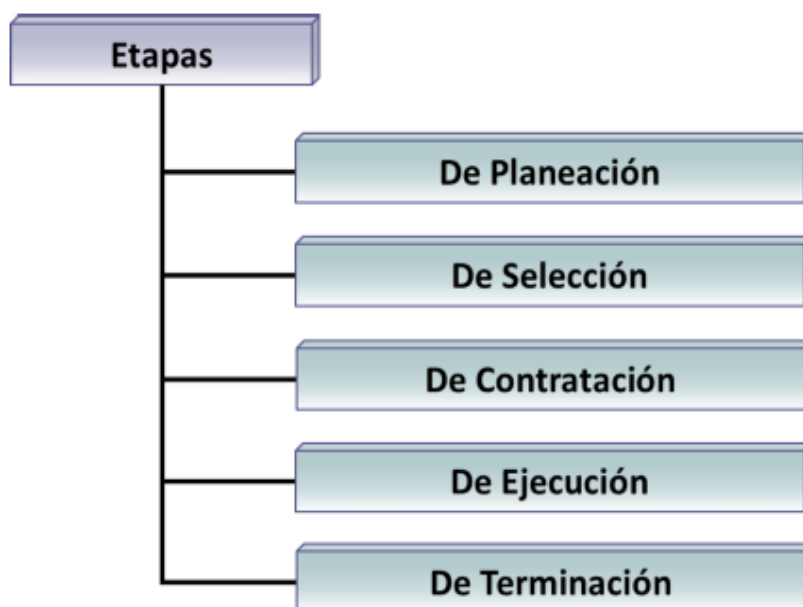 Etapas
De Planeación
De Selección
De Contratación
De Ejecución
De Terminación